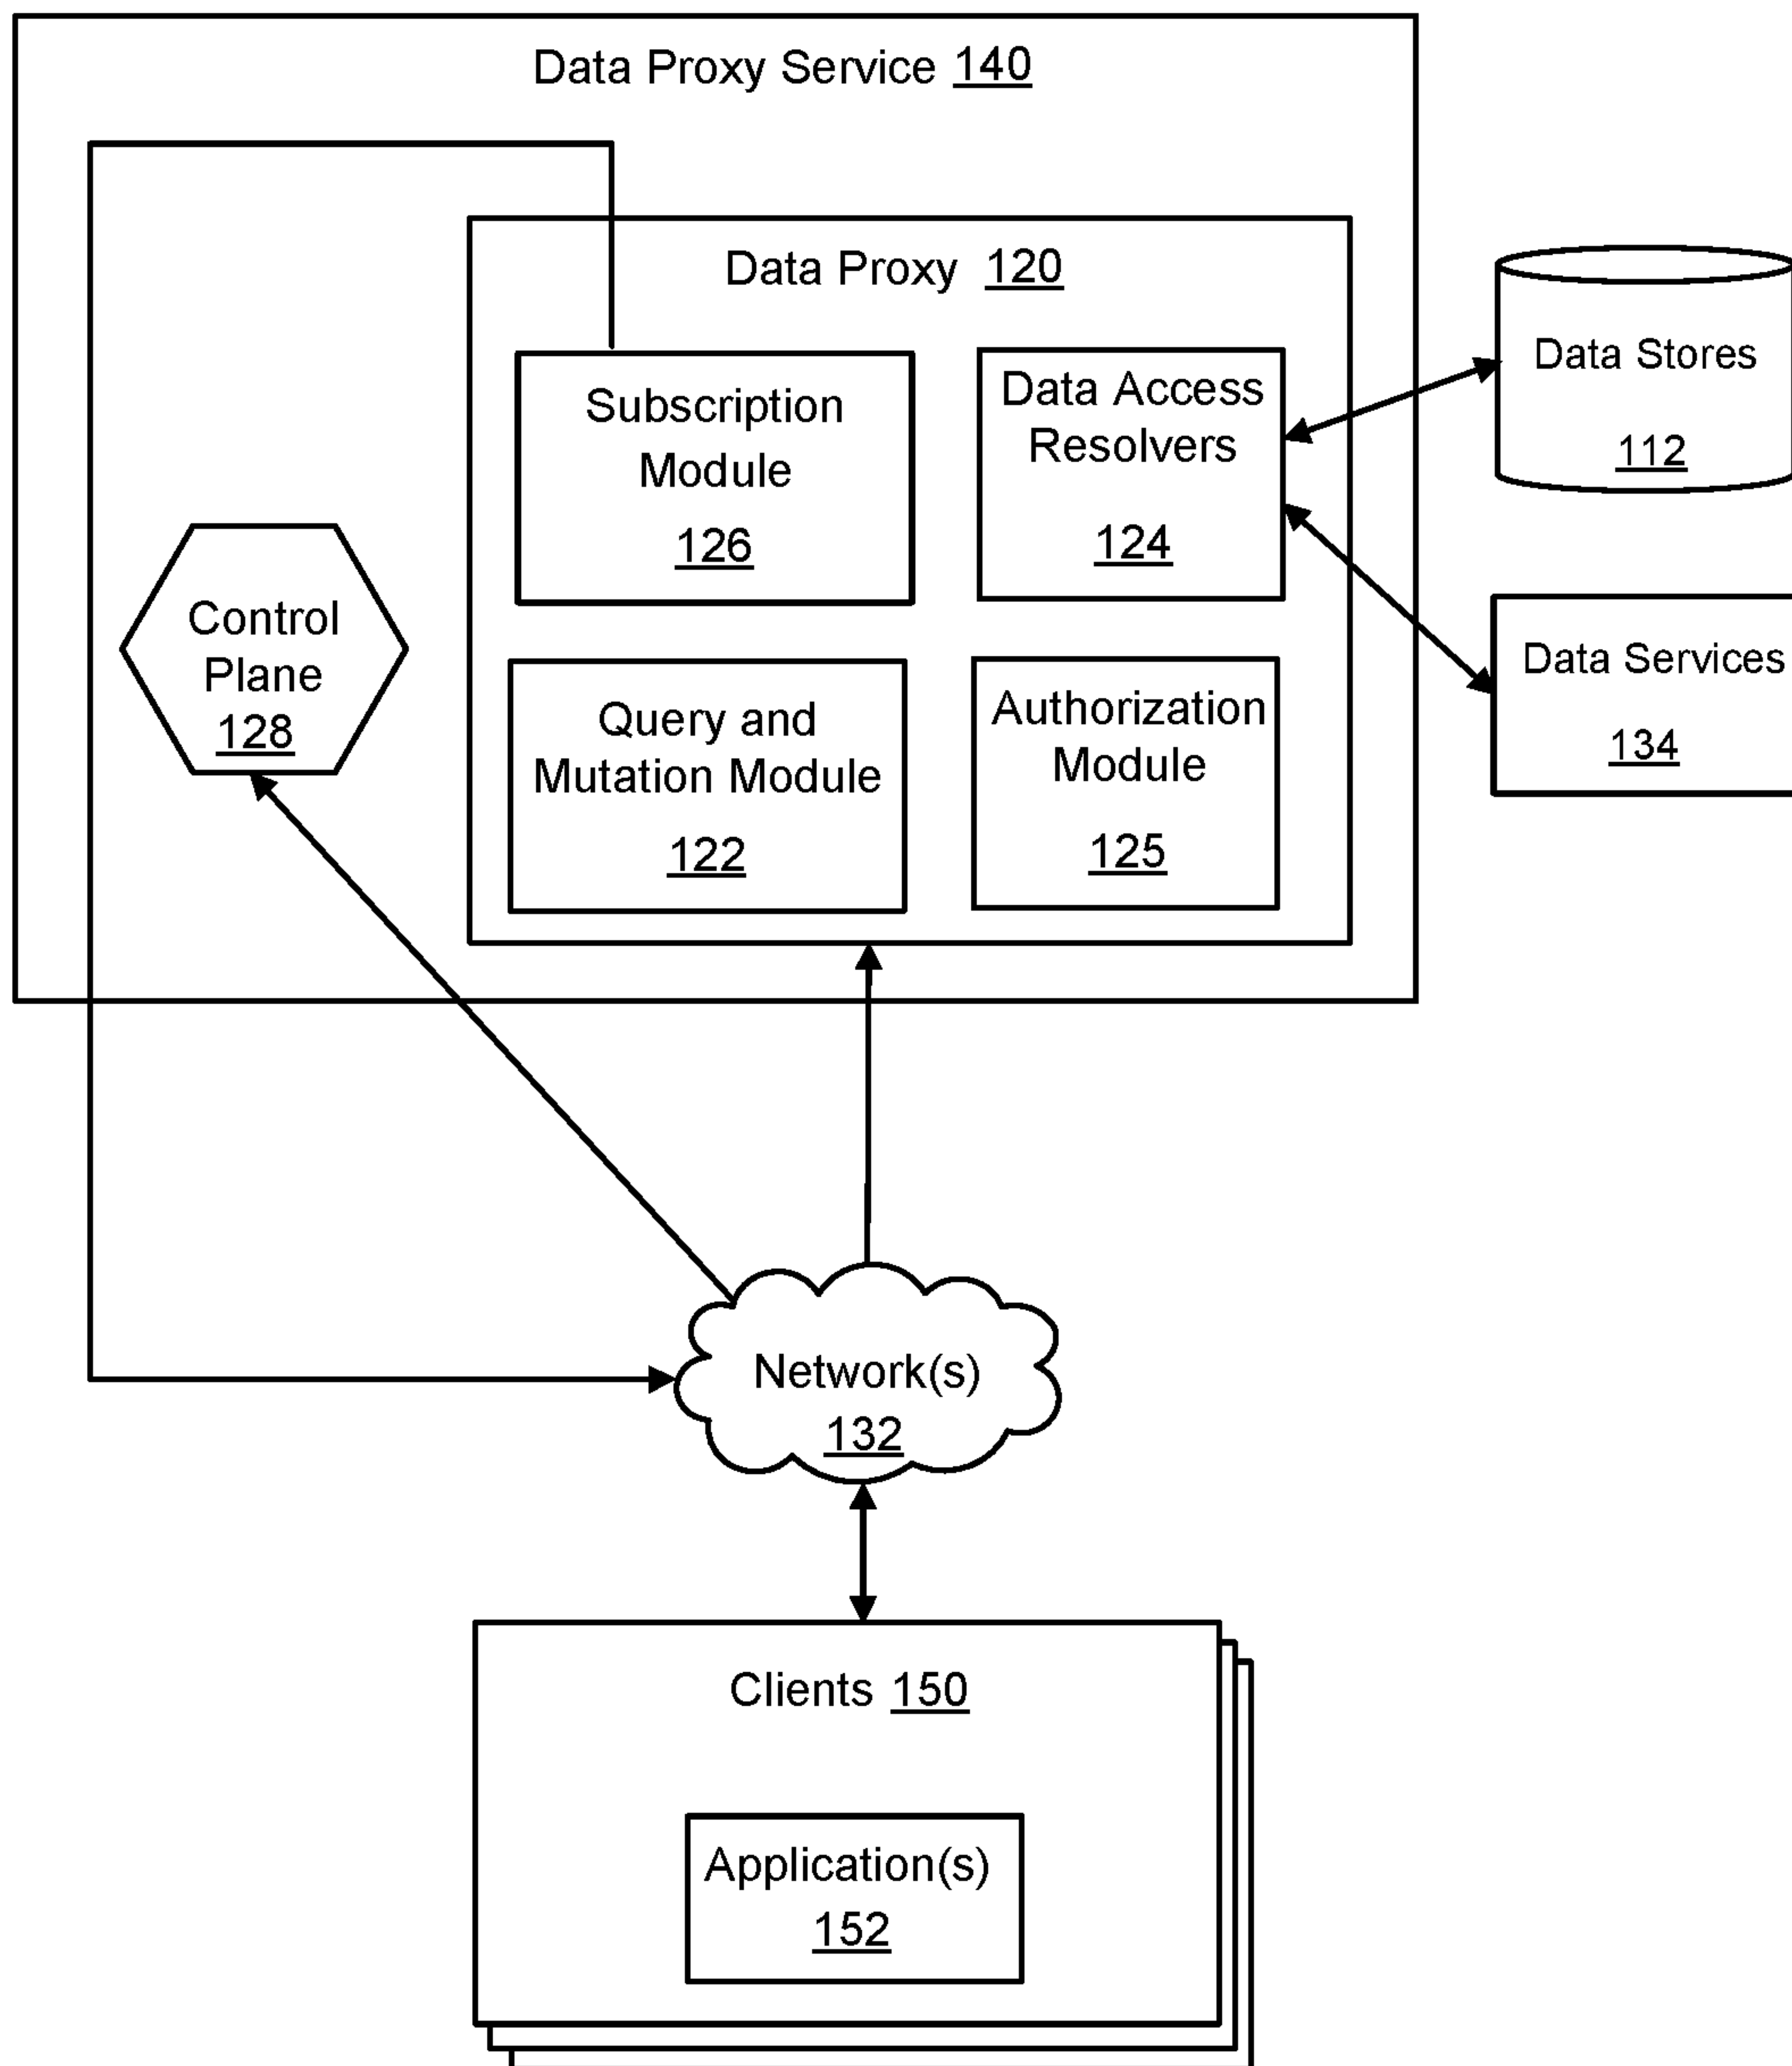 Data Proxy Service 140
Data Proxy 120
Subscription
Module
126
Data Access
Resolvers
124
Data Stores
112
Control
Plane
128
Query and
Mutation Module
122
Authorization
Module
125
Data Services
134
Network(s)
132
Clients 150
Application(s)
152